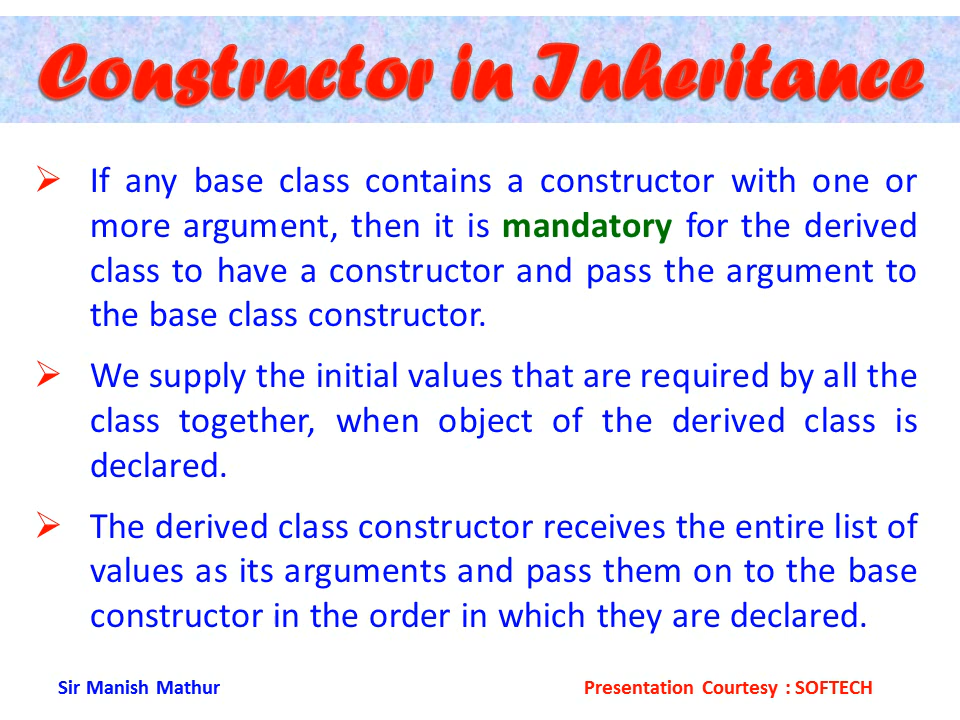 Constructor in Inheritance
If any base class contains a constructor with one or
more argument, then it is mandatory for the derived
class to have a constructor and pass the argument to
the base class constructor.
We supply the initial values that are required by all the
class together, when object of the derived class is
declared.
The derived class constructor receives the entire list of
values as its arguments and pass them on to the base
constructor in the order in which they are declared.
Sir Manish Mathur
Presentation Courtesy : SOFTECH